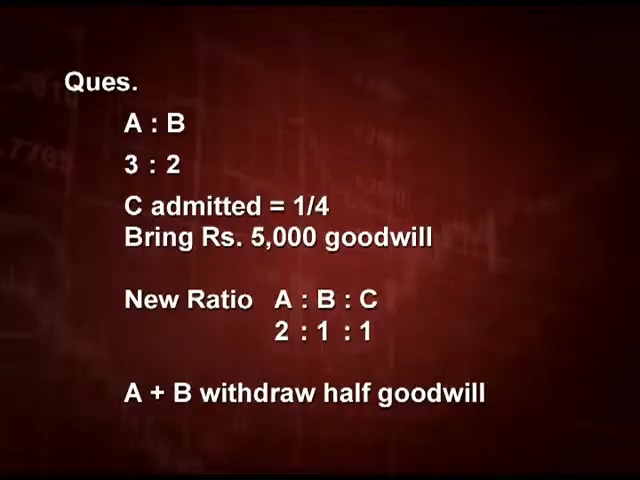 Ques.
A : B
3 : 2
C admitted = 1/4
Bring Rs. 5,000 goodwill
New Ratio A : B : C
2 : 1 : 1
A + B withdraw half goodwill